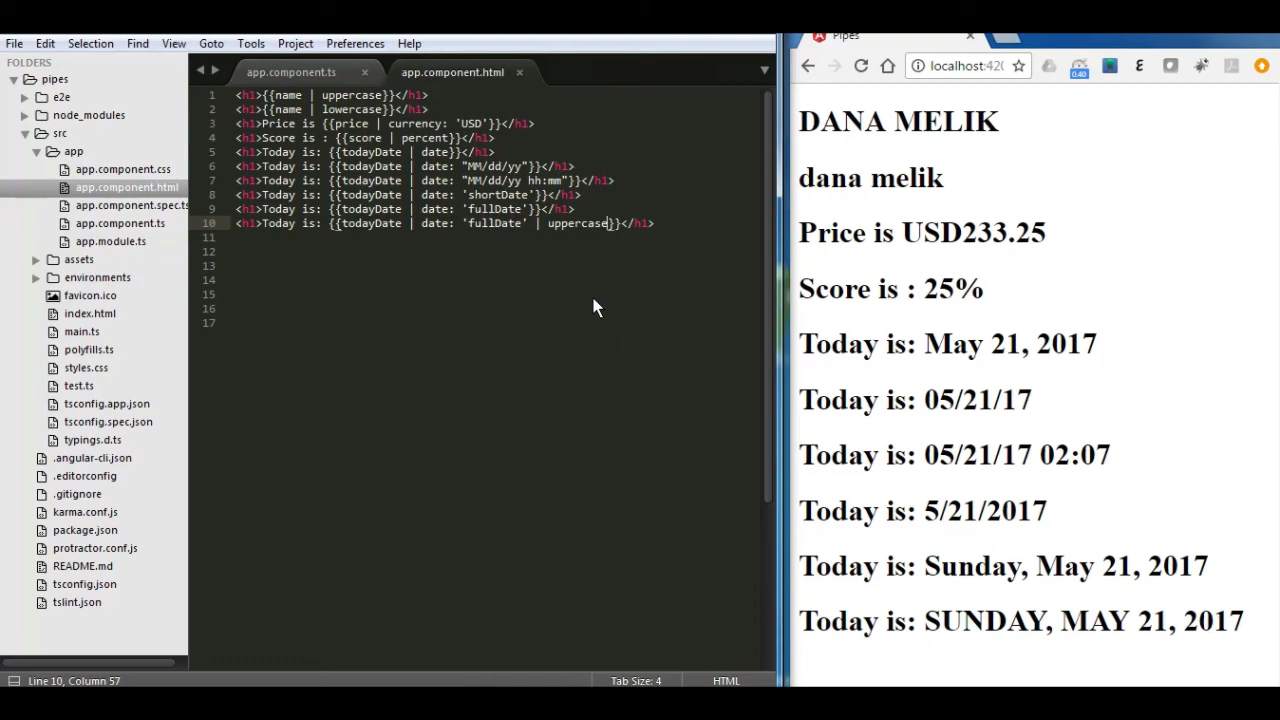 File Edit Selection Find View Goto Tools Project Preferences Help
FOLDERS
pipes
e2e
node_modules
src
app
app.component.css
app.component.html
app.component.spec.ts
app.component.ts
app.module.ts
assets
environments
favicon.ico
index.html
main.ts
polyfills.ts
styles.css
test.ts
tsconfig.app.json
tsconfig.spec.json
typings.d.ts
.angular-cli.json
.editorconfig
.gitignore
karma.conf.js
package.json
protractor.conf.js
README.md
tsconfig.json
tslint.json
app.component.ts × app.component.html ×
1 <h1>{{name | uppercase}}</h1>
2 <h1>{{name | lowercase}}</h1>
3 <h1>Price is {{price | currency: 'USD'}}</h1>
4 <h1>Score is : {{score | percent}}</h1>
5 <h1>Today is: {{todayDate | date}}</h1>
6 <h1>Today is: {{todayDate | date: "MM/dd/yy"}}</h1>
7 <h1>Today is: {{todayDate | date: "MM/dd/yy hh:mm"}}</h1>
8 <h1>Today is: {{todayDate | date: 'shortDate'}}</h1>
9 <h1>Today is: {{todayDate | date: 'fullDate'}}</h1>
10 <h1>Today is: {{todayDate | date: 'fullDate' | uppercase}}</h1>
11
12
13
14
15
16
17
Line 10, Column 57 Tab Size: 4 HTML
Pipes ×
localhost:420
0.40
DANA MELIK
dana melik
Price is USD233.25
Score is : 25%
Today is: May 21, 2017
Today is: 05/21/17
Today is: 05/21/17 02:07
Today is: 5/21/2017
Today is: Sunday, May 21, 2017
Today is: SUNDAY, MAY 21, 2017